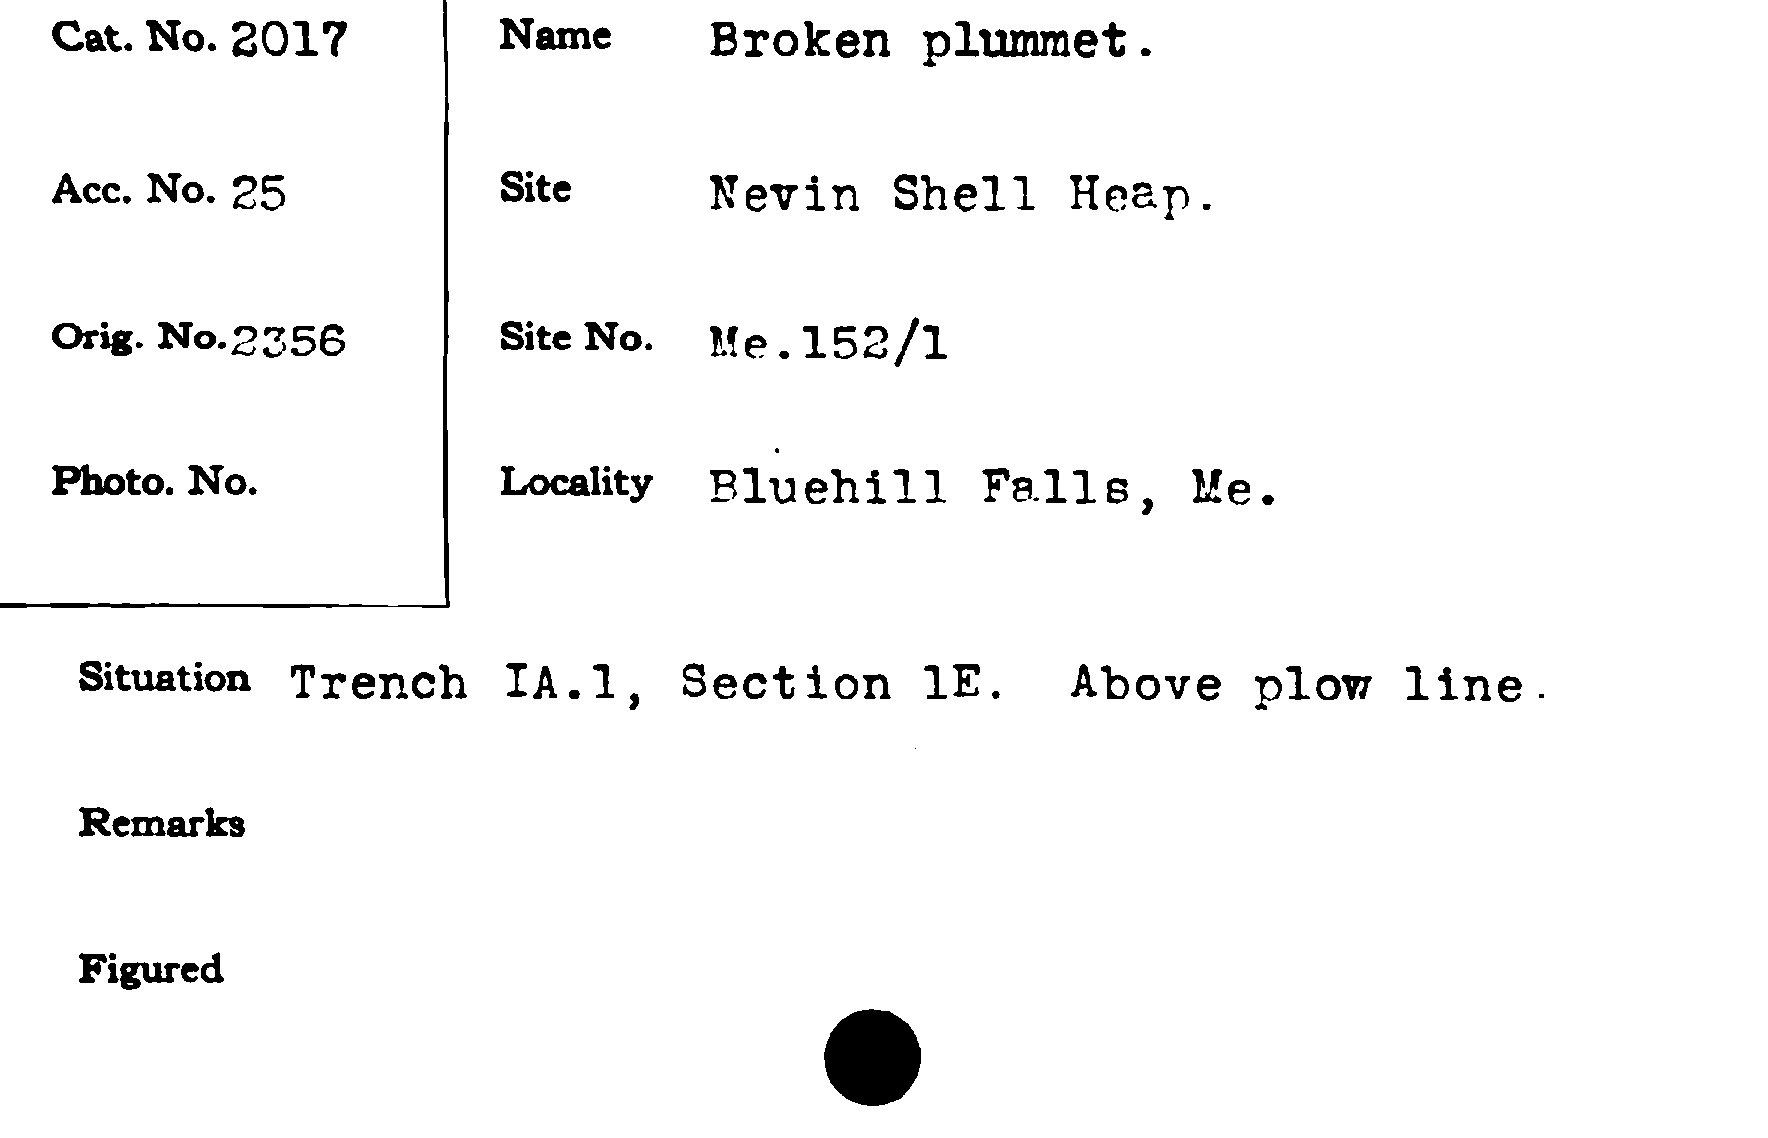 Cat. No. 2017
Name Broken plummet.
Acc. No. 25
Site Nevin Shell Heap.
Orig. No. 2356
Site No. Me.152/1
Photo. No.
Locality Bluehill Falls, Me.
Situation Trench IA.1, Section 1E. Above plow line.
Remarks
Figured